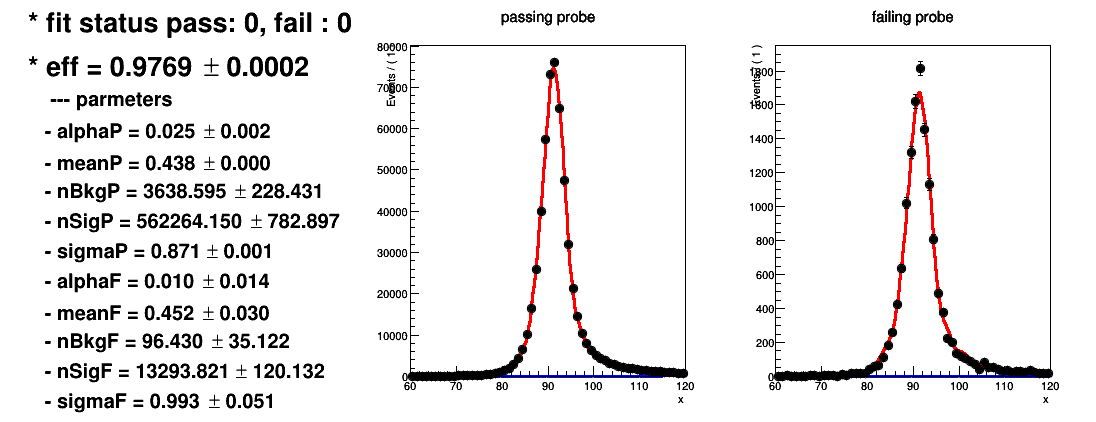 * fit status pass: 0, fail : 0
* eff = 0.9769 ± 0.0002
--- parmeters
- alphaP = 0.025 ± 0.002
- meanP = 0.438 ± 0.000
- nBkgP = 3638.595 ± 228.431
- nSigP = 562264.150 ± 782.897
- sigmaP = 0.871 ± 0.001
- alphaF = 0.010 ± 0.014
- meanF = 0.452 ± 0.030
- nBkgF = 96.430 ± 35.122
- nSigF = 13293.821 ± 120.132
- sigmaF = 0.993 ± 0.051
passing probe
Events / ( 1 )
80000
70000
60000
50000
40000
30000
20000
10000
0
60 70 80 90 100 110 120
x
failing probe
Events / ( 1 )
1800
1600
1400
1200
1000
800
600
400
200
0
60 70 80 90 100 110 120
x